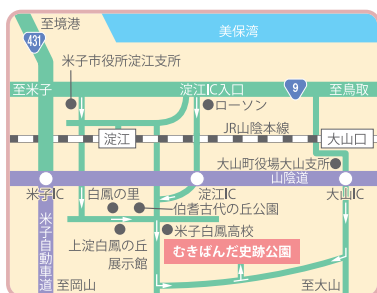 至境港
美保湾
431
米子市役所淀江支所
至米子
淀江IC入口
9
至鳥取
ローソン
JR山陰本線
淀江
大山口
大山町役場大山支所
山陰道
米子IC
白鳳の里
淀江IC
大山IC
伯耆古代の丘公園
米子自動車道
上淀白鳳の丘
展示館
米子白鳳高校
むきばんだ史跡公園
至岡山
至大山